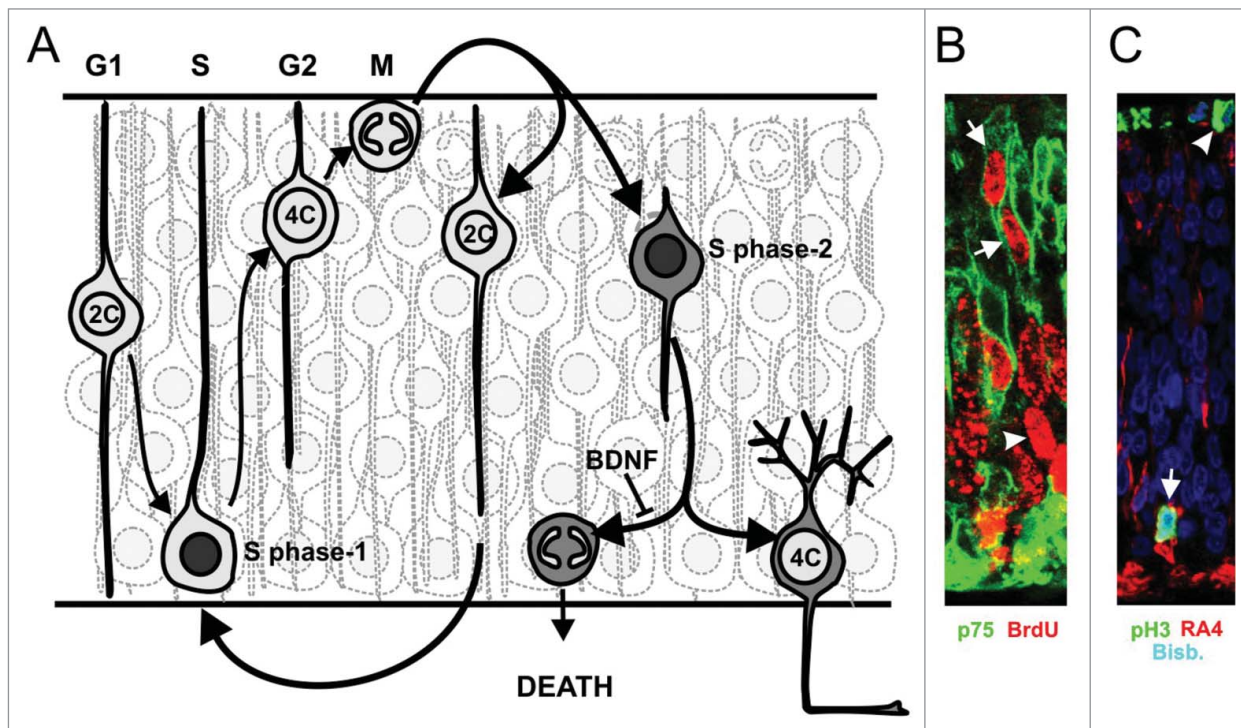 A
G1 S G2 M
2C
4C
2C
S phase-2
S phase-1
BDNF
4C
DEATH
B
p75 BrdU
C
pH3 RA4
Bisb.